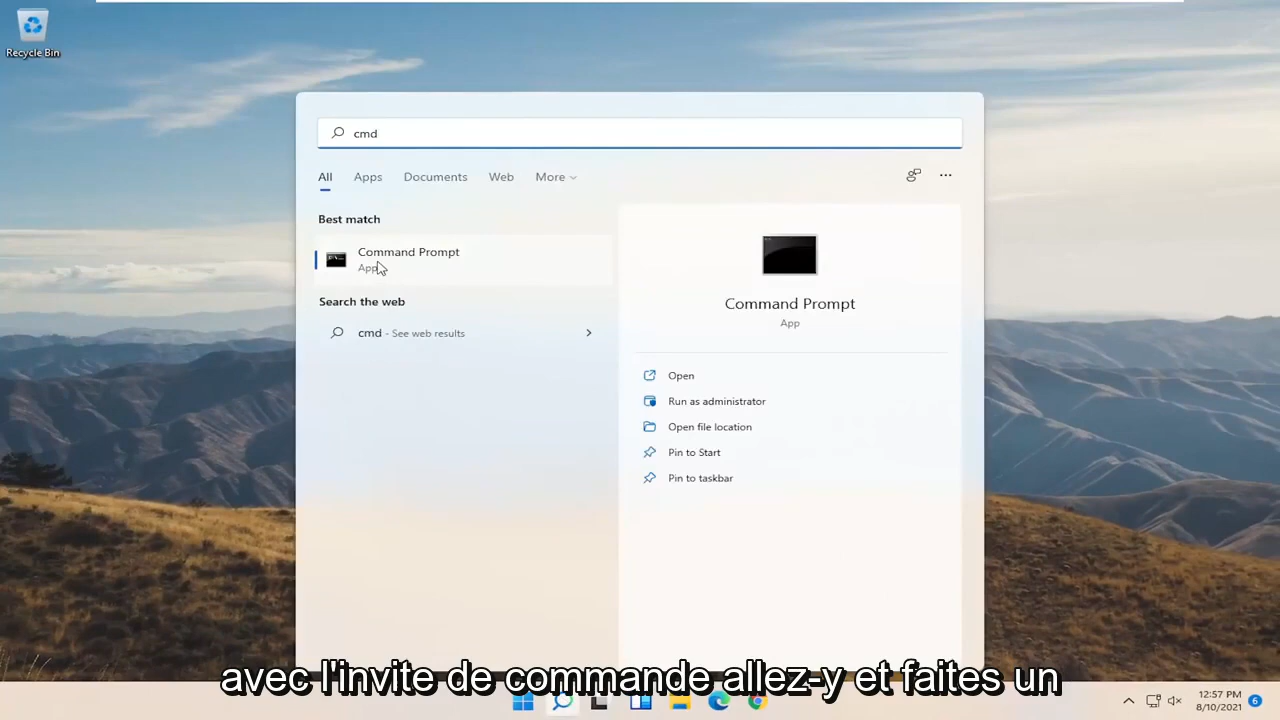 Recycle Bin
cmd
All Apps Documents Web More
Best match
Command Prompt
App
Search the web
cmd - See web results
Command Prompt
App
Open
Run as administrator
Open file location
Pin to Start
Pin to taskbar
avec l'invite de commande allez-y et faites un
12:57 PM
8/10/2021
6